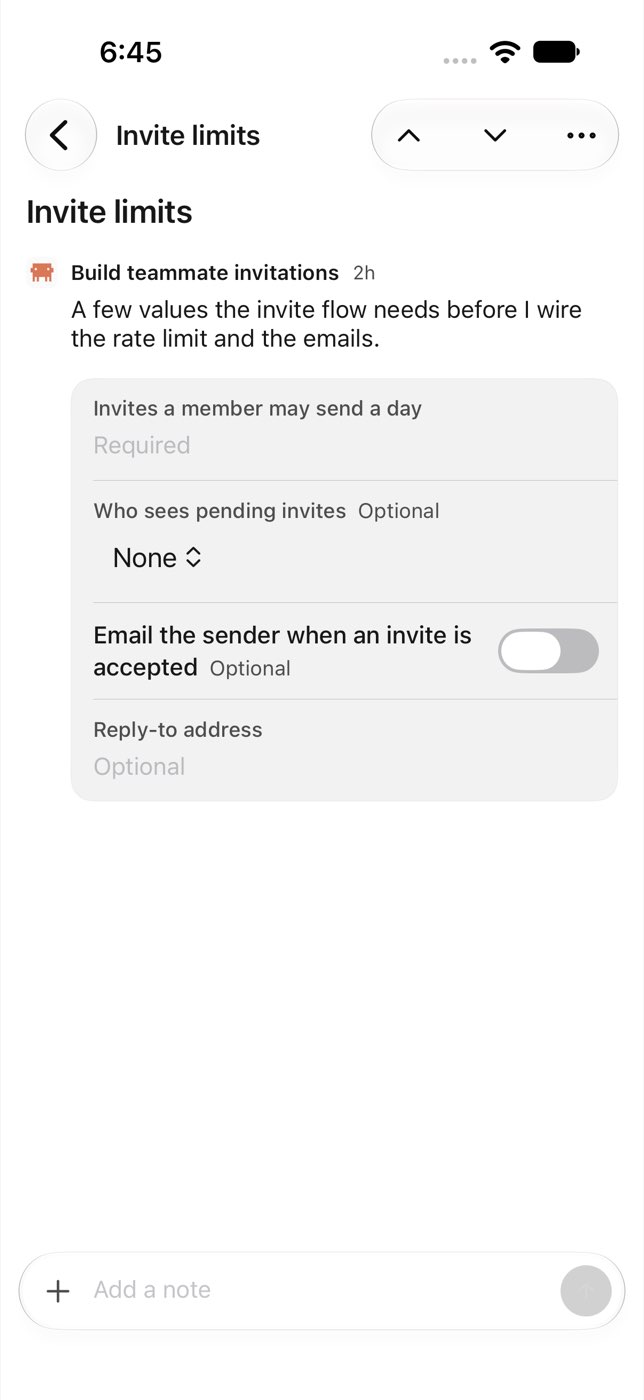 6:45
Invite limits
Invite limits
Build teammate invitations 2h
A few values the invite flow needs before I wire
the rate limit and the emails.
Invites a member may send a day
Required
Who sees pending invites Optional
None
Email the sender when an invite is
accepted Optional
Reply-to address
Optional
Add a note